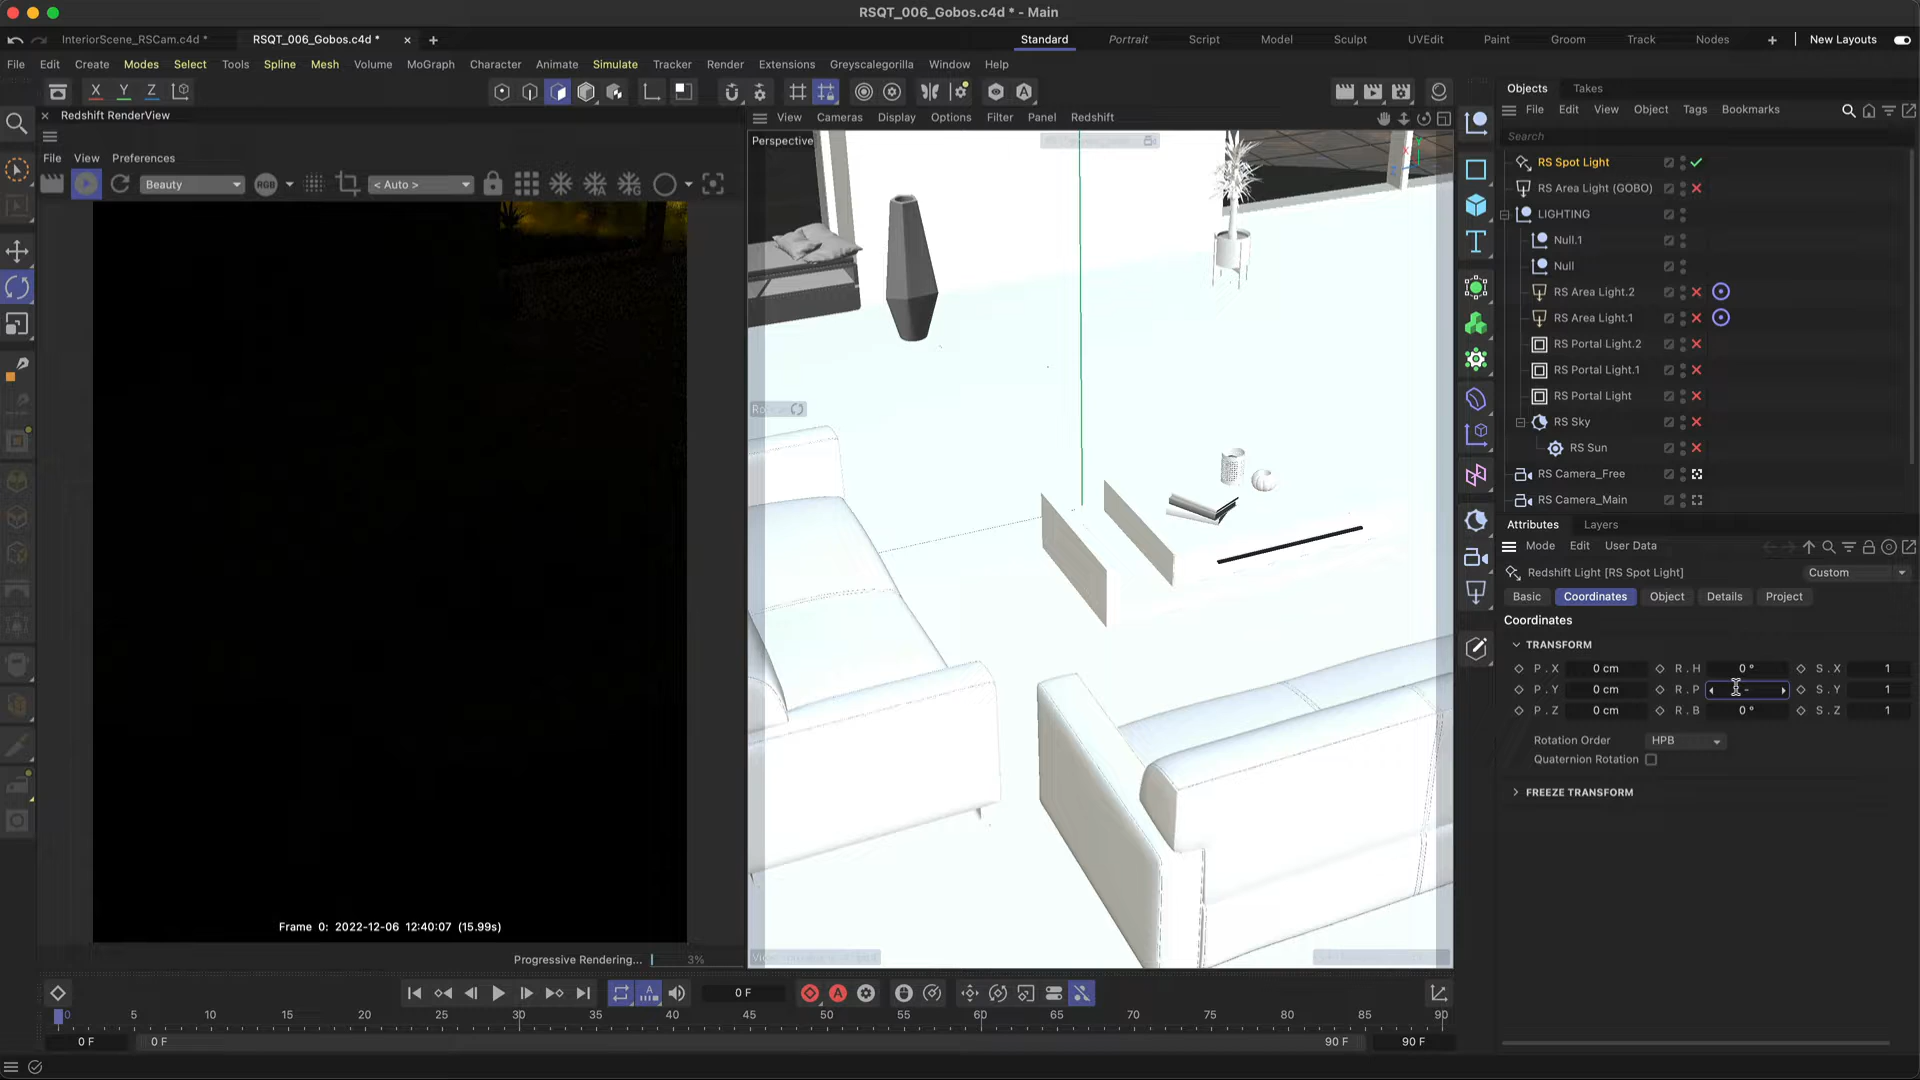 RSQT_006_Gobos.c4d * - Main
InteriorScene_RSCam.c4d *
RSQT_006_Gobos.c4d *
Standard
Portrait
Script
Model
Sculpt
UVEdit
Paint
Groom
Track
Nodes
New Layouts
File Edit Create Modes Select Tools Spline Mesh Volume MoGraph Character Animate Simulate Tracker Render Extensions Greyscalegorilla Window Help
X Y Z
Redshift RenderView
File View Preferences
Beauty
RGB
< Auto >
Frame 0: 2022-12-06 12:40:07 (15.99s)
Progressive Rendering...
3%
View Cameras Display Options Filter Panel Redshift
Perspective
Objects
Takes
File Edit View Object Tags Bookmarks
Search
RS Spot Light
RS Area Light (GOBO)
LIGHTING
Null.1
Null
RS Area Light.2
RS Area Light.1
RS Portal Light.2
RS Portal Light.1
RS Portal Light
RS Sky
RS Sun
RS Camera_Free
RS Camera_Main
Attributes
Layers
Mode Edit User Data
Redshift Light [RS Spot Light]
Custom
Basic
Coordinates
Object
Details
Project
Coordinates
TRANSFORM
P . X 0 cm R . H 0 ° S . X 1
P . Y 0 cm R . P - S . Y 1
P . Z 0 cm R . B 0 ° S . Z 1
Rotation Order HPB
Quaternion Rotation
FREEZE TRANSFORM
0 F
0 5 10 15 20 25 30 35 40 45 50 55 60 65 70 75 80 85 90
0 F
0 F
90 F
90 F